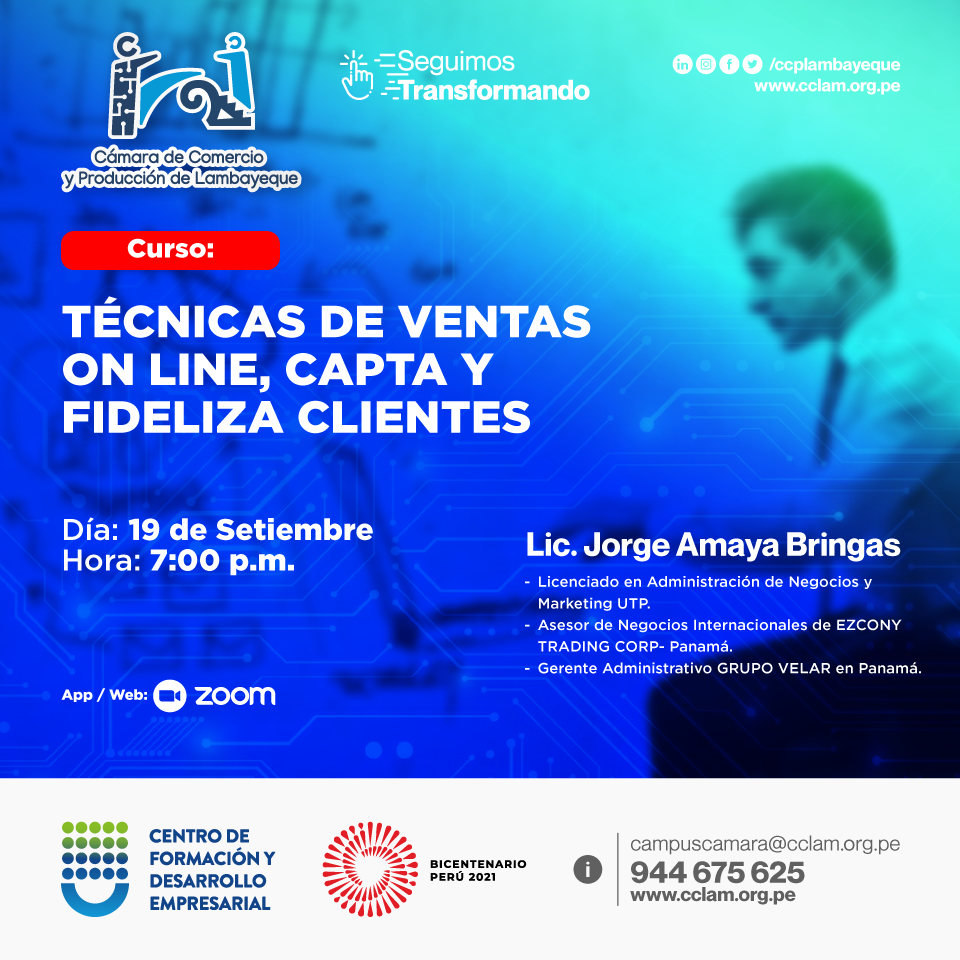 Cámara de Comercio
y Producción de Lambayeque
Seguimos
Transformando
/ccplambayeque
www.cclam.org.pe
Curso:
TÉCNICAS DE VENTAS
ON LINE, CAPTA Y
FIDELIZA CLIENTES
Día: 19 de Setiembre
Hora: 7:00 p.m.
App / Web: zoom
Lic. Jorge Amaya Bringas
- Licenciado en Administración de Negocios y
Marketing UTP.
- Asesor de Negocios Internacionales de EZCONY
TRADING CORP- Panamá.
- Gerente Administrativo GRUPO VELAR en Panamá.
CENTRO DE
FORMACIÓN Y
DESARROLLO
EMPRESARIAL
BICENTENARIO
PERÚ 2021
campuscamara@cclam.org.pe
944 675 625
www.cclam.org.pe